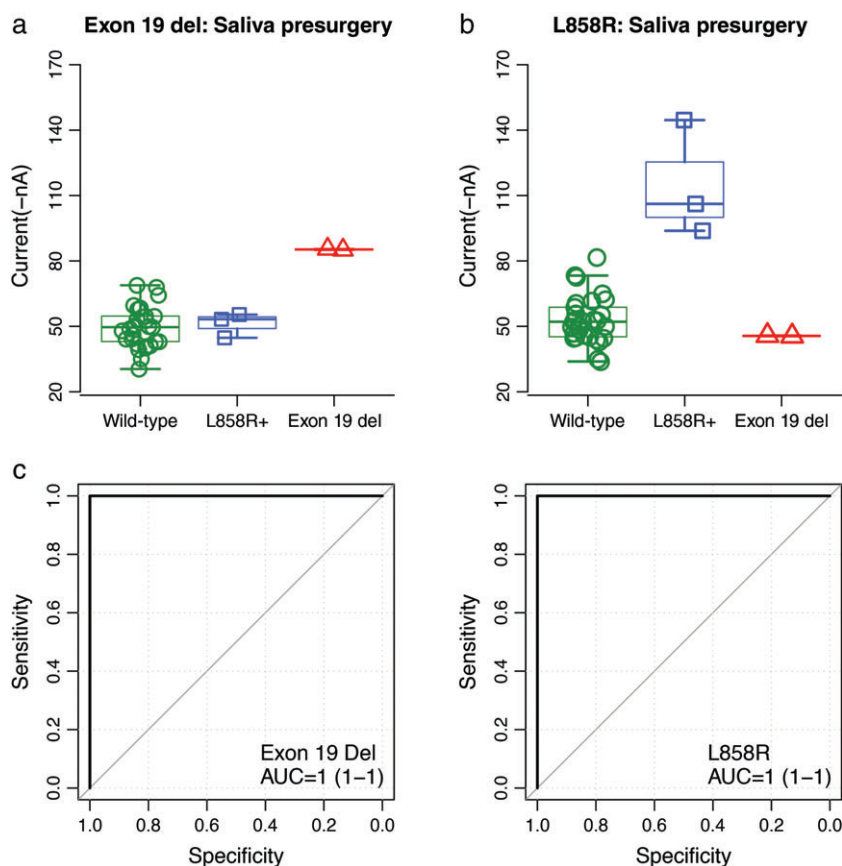 a
Exon 19 del: Saliva presurgery
Current(−nA)
170
140
110
80
50
20
Wild-type L858R+ Exon 19 del
b
L858R: Saliva presurgery
Current(−nA)
170
140
110
80
50
20
Wild-type L858R+ Exon 19 del
c
Sensitivity
1.0
0.8
0.6
0.4
0.2
0.0
Exon 19 Del
AUC=1 (1−1)
1.0 0.8 0.6 0.4 0.2 0.0
Specificity
Sensitivity
1.0
0.8
0.6
0.4
0.2
0.0
L858R
AUC=1 (1−1)
1.0 0.8 0.6 0.4 0.2 0.0
Specificity